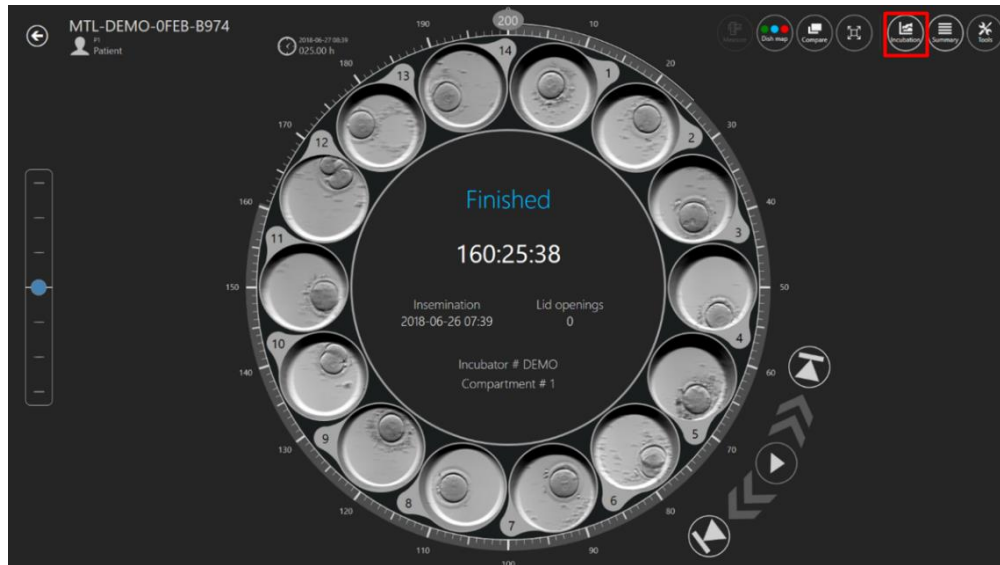 MTL-DEMO-0FEB-B974
P1
Patient
2018-06-27 08:39
025.00 h
Measure
Dish map
Compare
Incubation
Summary
Tools
200
10
20
30
40
50
60
70
80
90
100
110
120
130
140
150
160
170
180
190
1
2
3
4
5
6
7
8
9
10
11
12
13
14
Finished
160:25:38
Insemination
2018-06-26 07:39
Lid openings
0
Incubator # DEMO
Compartment # 1